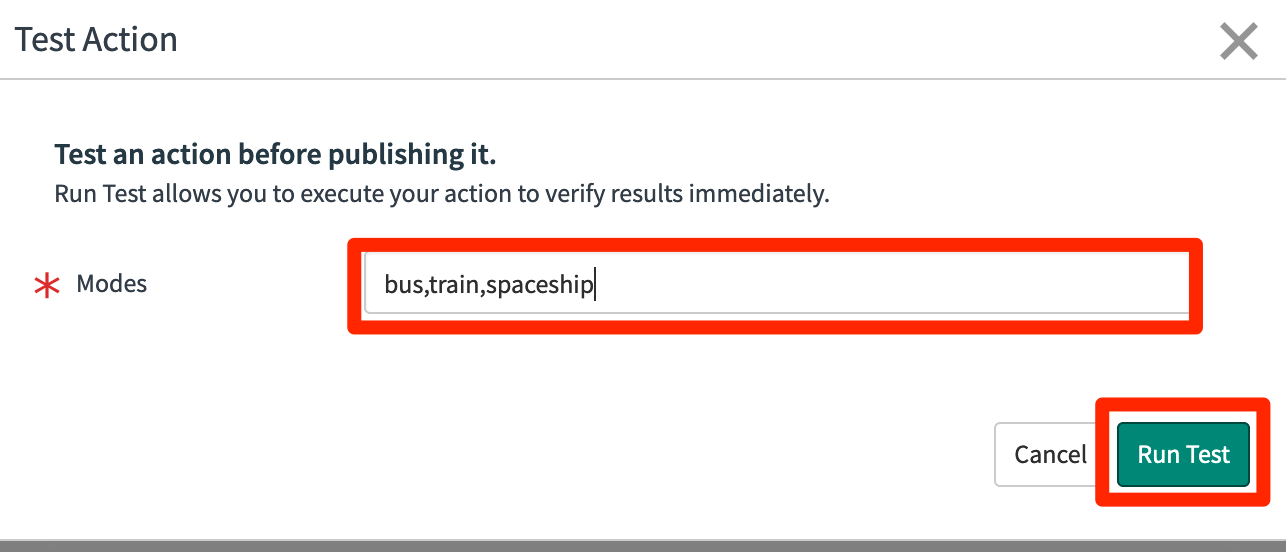 Test Action
Test an action before publishing it.
Run Test allows you to execute your action to verify results immediately.
Modes
bus,train,spaceship
Cancel
Run Test